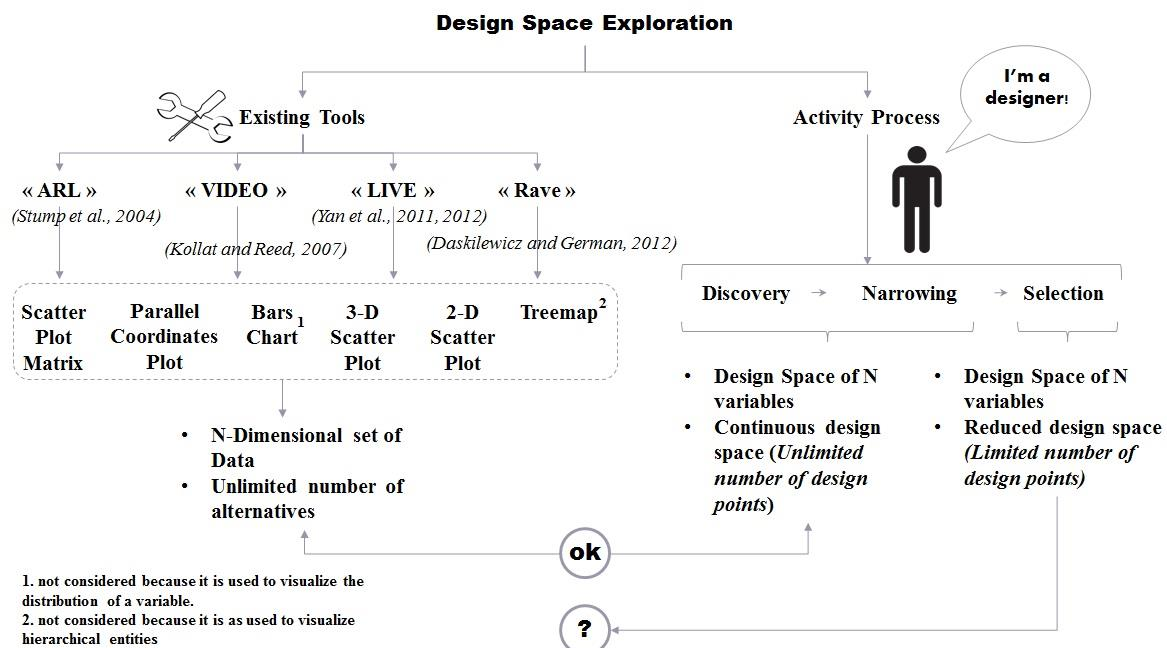 Design Space Exploration
I'm a
designer!
Existing Tools
Activity Process
« ARL »
« VIDEO »
« LIVE »
« Rave »
(Stump et al., 2004)
(Yan et al., 2011, 2012)
(Kollat and Reed, 2007)
(Daskilewicz and German, 2012)
Scatter
Plot
Matrix
Parallel
Coordinates
Plot
Bars
Chart 1
3-D
Scatter
Plot
2-D
Scatter
Plot
Treemap 2
Discovery
Narrowing
Selection
• N-Dimensional set of
Data
• Unlimited number of
alternatives
• Design Space of N
variables
• Continuous design
space (Unlimited
number of design
points)
• Design Space of N
variables
• Reduced design space
(Limited number of
design points)
ok
?
1. not considered because it is used to visualize the
distribution of a variable.
2. not considered because it is as used to visualize
hierarchical entities